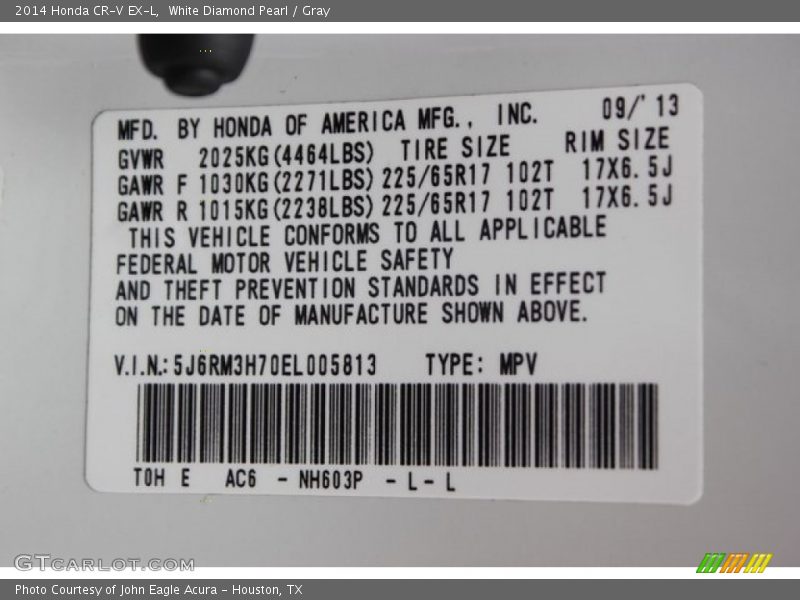 2014 Honda CR-V EX-L,  White Diamond Pearl / Gray
MFD. BY HONDA OF AMERICA MFG., INC. 09/'13
GVWR 2025KG(4464LBS) TIRE SIZE RIM SIZE
GAWR F 1030KG(2271LBS) 225/65R17 102T 17X6.5J
GAWR R 1015KG(2238LBS) 225/65R17 102T 17X6.5J
THIS VEHICLE CONFORMS TO ALL APPLICABLE
FEDERAL MOTOR VEHICLE SAFETY
AND THEFT PREVENTION STANDARDS IN EFFECT
ON THE DATE OF MANUFACTURE SHOWN ABOVE.
V.I.N.: 5J6RM3H70EL005813 TYPE: MPV
T0H E AC6 - NH603P - L - L
GTCARLOT.COM
Photo Courtesy of John Eagle Acura - Houston, TX